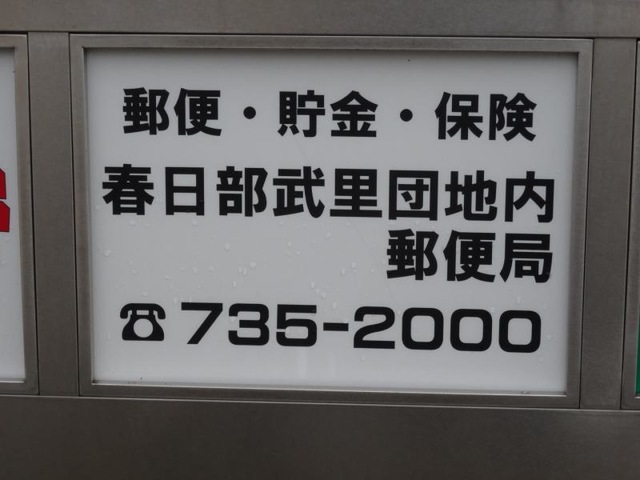 郵便・貯金・保険
春日部武里団地内
郵便局
☎735-2000